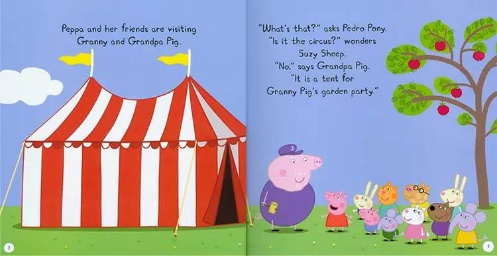 Peppa and her friends are visiting
Granny and Grandpa Pig.
"What's that?" asks Pedro Pony.
"Is it the circus?" wonders
Suzy Sheep.
"No," says Grandpa Pig.
"It is a tent for
Granny Pig's garden party."
2